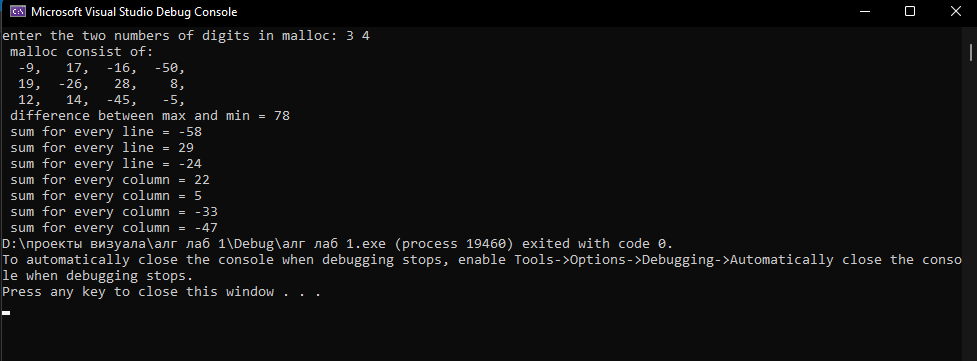 Microsoft Visual Studio Debug Console
enter the two numbers of digits in malloc: 3 4
malloc consist of:
-9, 17, -16, -50,
19, -26, 28, 8,
12, 14, -45, -5,
difference between max and min = 78
sum for every line = -58
sum for every line = 29
sum for every line = -24
sum for every column = 22
sum for every column = 5
sum for every column = -33
sum for every column = -47
D:\проекты визуала\алг лаб 1\Debug\алг лаб 1.exe (process 19460) exited with code 0.
To automatically close the console when debugging stops, enable Tools->Options->Debugging->Automatically close the conso
le when debugging stops.
Press any key to close this window . . .